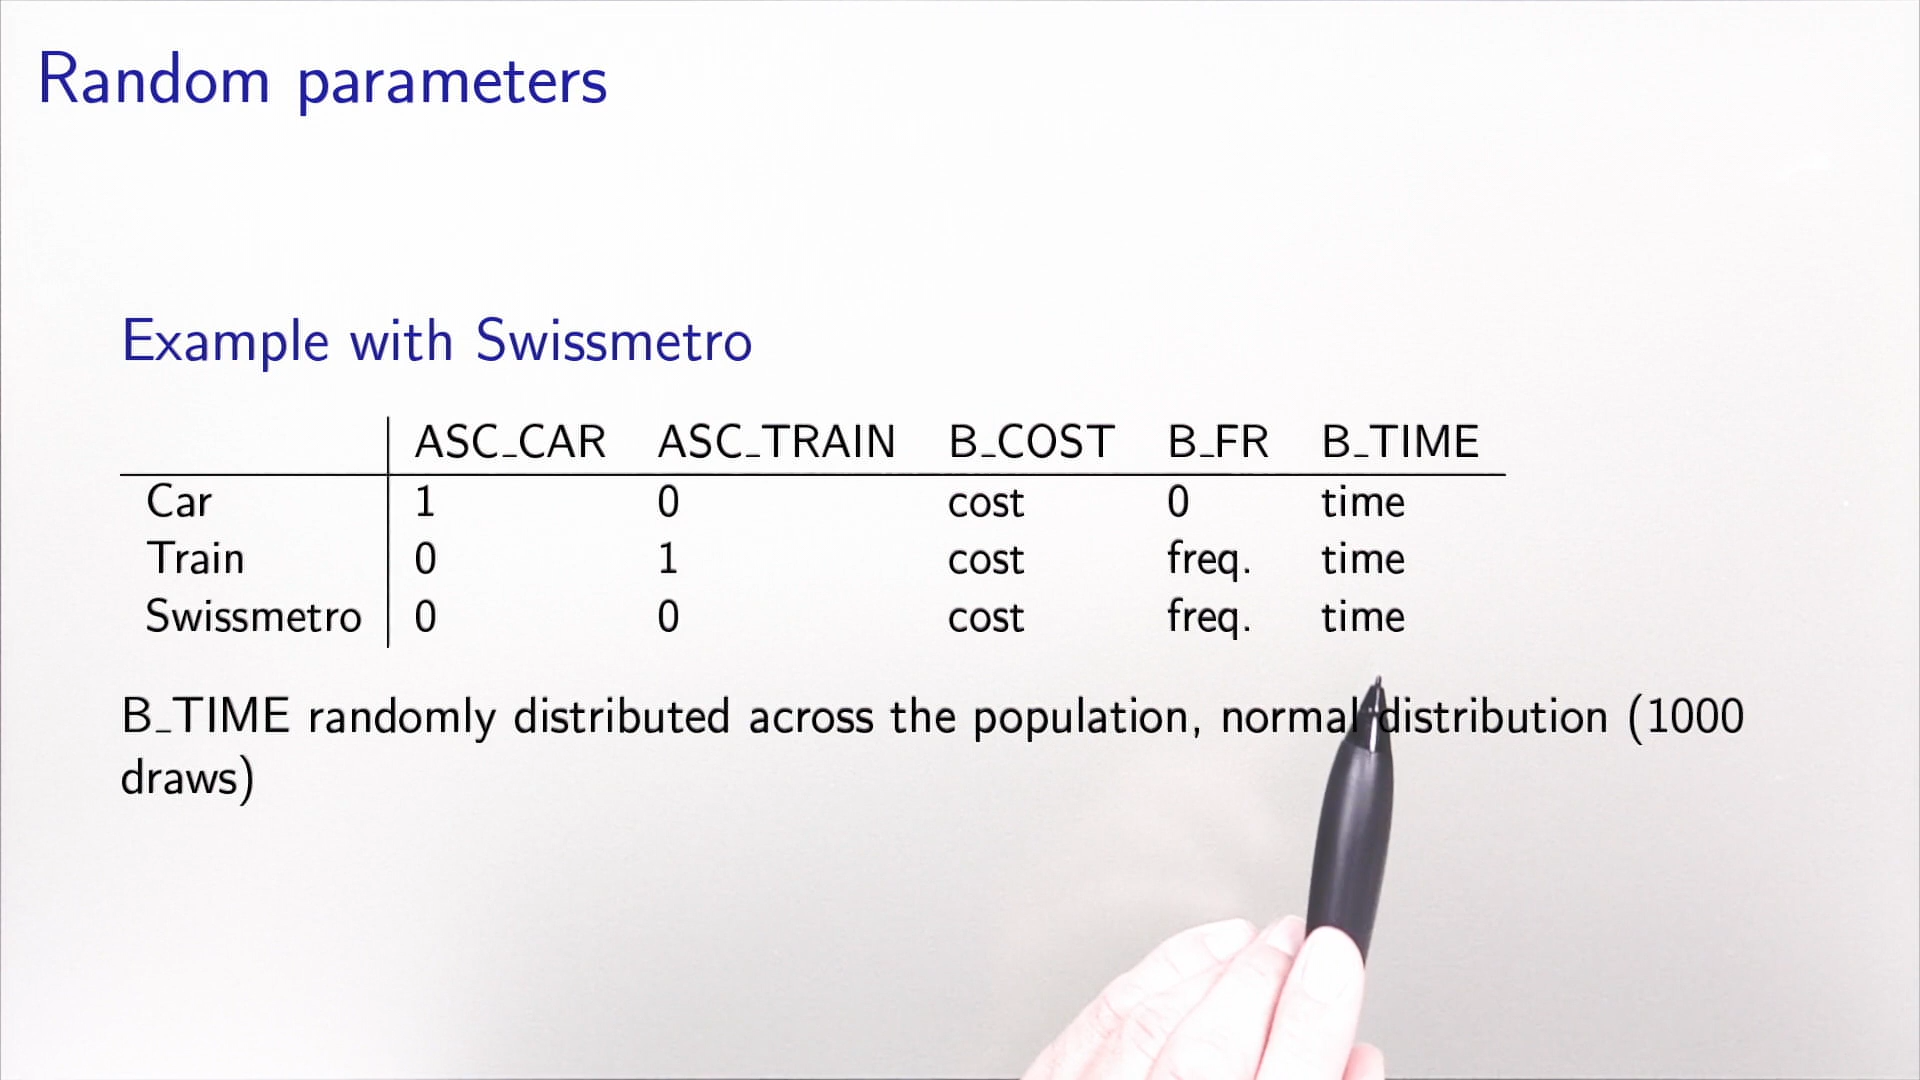 Random parameters
Example with Swissmetro
ASC_CAR ASC_TRAIN B_COST B_FR B_TIME
Car 1 0 cost 0 time
Train 0 1 cost freq. time
Swissmetro 0 0 cost freq. time
B_TIME randomly distributed across the population, normal distribution (1000
draws)